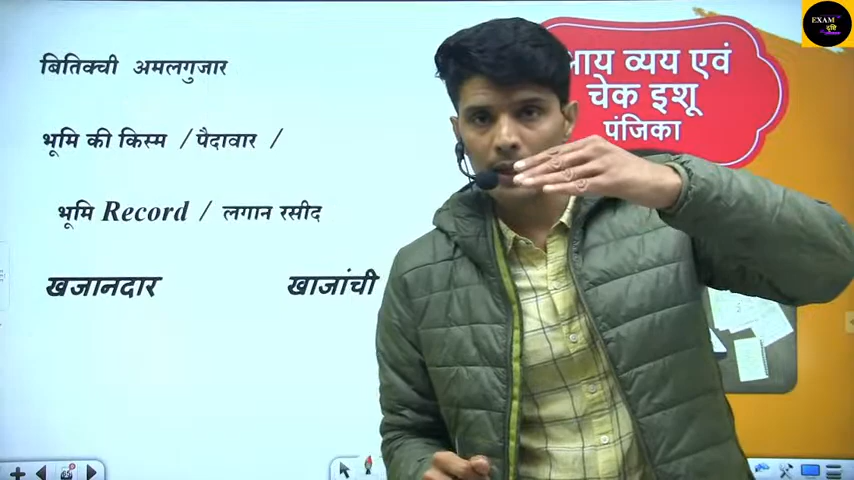 बितिक्ची अमलगुजार
भूमि की किस्म / पैदावार /
भूमि Record / लगान रसीद
खजानदार खाजांची
आय व्यय एवं
चेक इशू
पंजिका
EXAM
दृष्टि